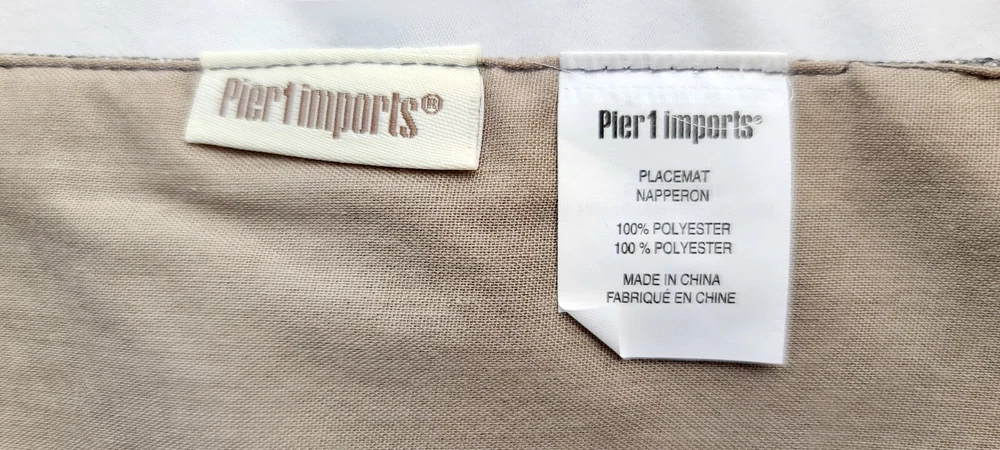 Pier1 imports®
Pier1 imports®
PLACEMAT
NAPPERON
100% POLYESTER
100 % POLYESTER
MADE IN CHINA
FABRIQUÉ EN CHINE